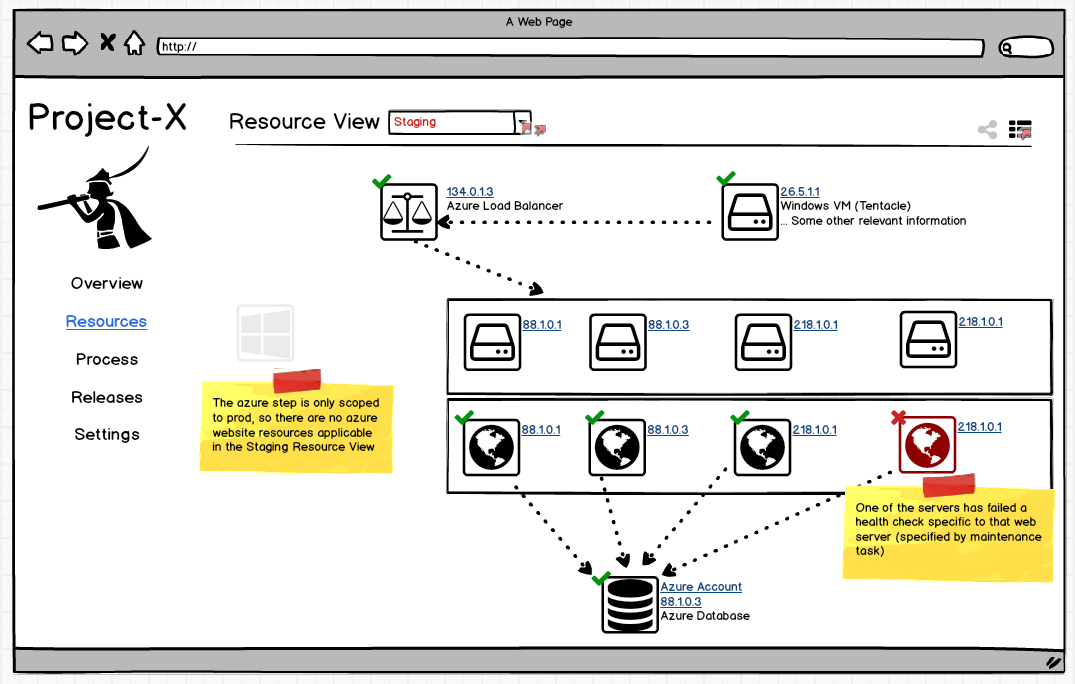 A Web Page
http://
Project-X
Resource View
Staging
134.0.1.3
Azure Load Balancer
26.5.1.1
Windows VM (Tentacle)
... Some other relevant information
Overview
Resources
Process
Releases
Settings
88.1.0.1
88.1.0.3
218.1.0.1
218.1.0.1
The azure step is only scoped
to prod, so there are no azure
website resources applicable
in the Staging Resource View
88.1.0.1
88.1.0.3
218.1.0.1
218.1.0.1
One of the servers has failed a
health check specific to that web
server (specified by maintenance
task)
Azure Account
88.1.0.3
Azure Database